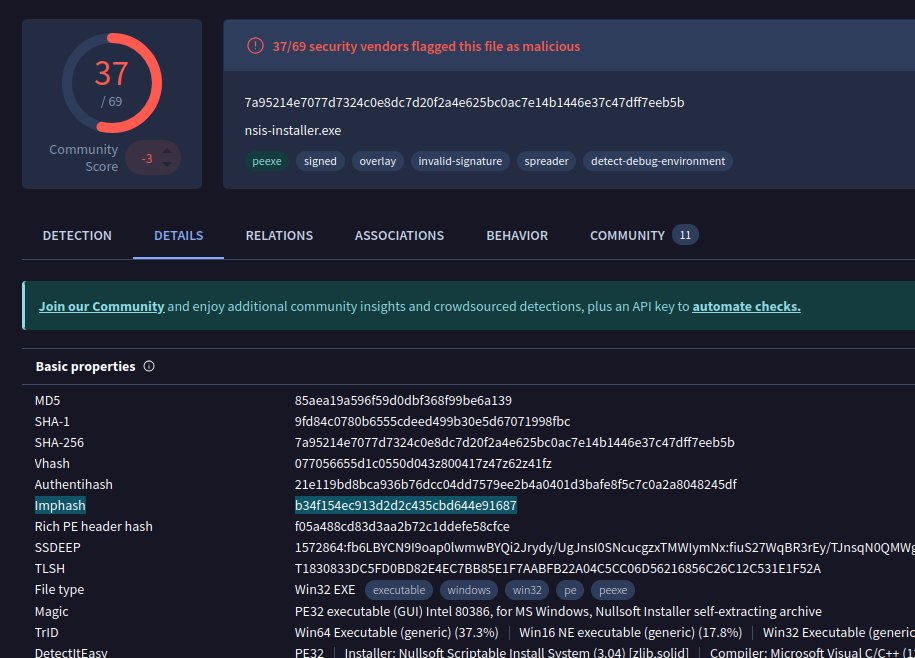 37
/ 69
Community Score
-3
37/69 security vendors flagged this file as malicious
7a95214e7077d7324c0e8dc7d20f2a4e625bc0ac7e14b1446e37c47dff7eeb5b
nsis-installer.exe
peexe signed overlay invalid-signature spreader detect-debug-environment
DETECTION DETAILS RELATIONS ASSOCIATIONS BEHAVIOR COMMUNITY 11
Join our Community and enjoy additional community insights and crowdsourced detections, plus an API key to automate checks.
Basic properties
MD5 85aea19a596f59d0dbf368f99be6a139
SHA-1 9fd84c0780b6555cdeed499b30e5d67071998fbc
SHA-256 7a95214e7077d7324c0e8dc7d20f2a4e625bc0ac7e14b1446e37c47dff7eeb5b
Vhash 077056655d1c0550d043z800417z47z62z41fz
Authentihash 21e119bd8bca936b76dcc04dd7579ee2b4a0401d3bafe8f5c7c0a2a8048245df
Imphash b34f154ec913d2d2c435cbd644e91687
Rich PE header hash f05a488cd83d3aa2b72c1ddefe58cfce
SSDEEP 1572864:fb6LBYCN9I9oap0lwmwBYQi2Jrydy/UgJnsI0SNcucgzxTMWIymNx:fiuS27WqBR3rEy/TJnsqN0QMWg
TLSH T1830833DC5FD0BD82E4EC7BB85E1F7AABFB22A04C5CC06D56216856C26C12C531E1F52A
File type Win32 EXE executable windows win32 pe peexe
Magic PE32 executable (GUI) Intel 80386, for MS Windows, Nullsoft Installer self-extracting archive
TrID Win64 Executable (generic) (37.3%) | Win16 NE executable (generic) (17.8%) | Win32 Executable (generic
DetectItEasy PE32 | Installer: Nullsoft Scriptable Install System (3.04) [zlib,solid] | Compiler: Microsoft Visual C/C++ (1